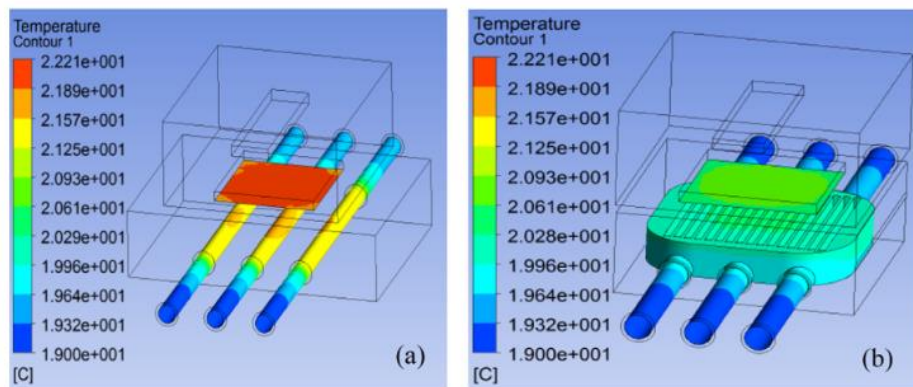 Temperature
Contour 1
2.221e+001
2.189e+001
2.157e+001
2.125e+001
2.093e+001
2.061e+001
2.029e+001
1.996e+001
1.964e+001
1.932e+001
1.900e+001
[C]
(a)
Temperature
Contour 1
2.221e+001
2.189e+001
2.157e+001
2.125e+001
2.093e+001
2.061e+001
2.028e+001
1.996e+001
1.964e+001
1.932e+001
1.900e+001
[C]
(b)